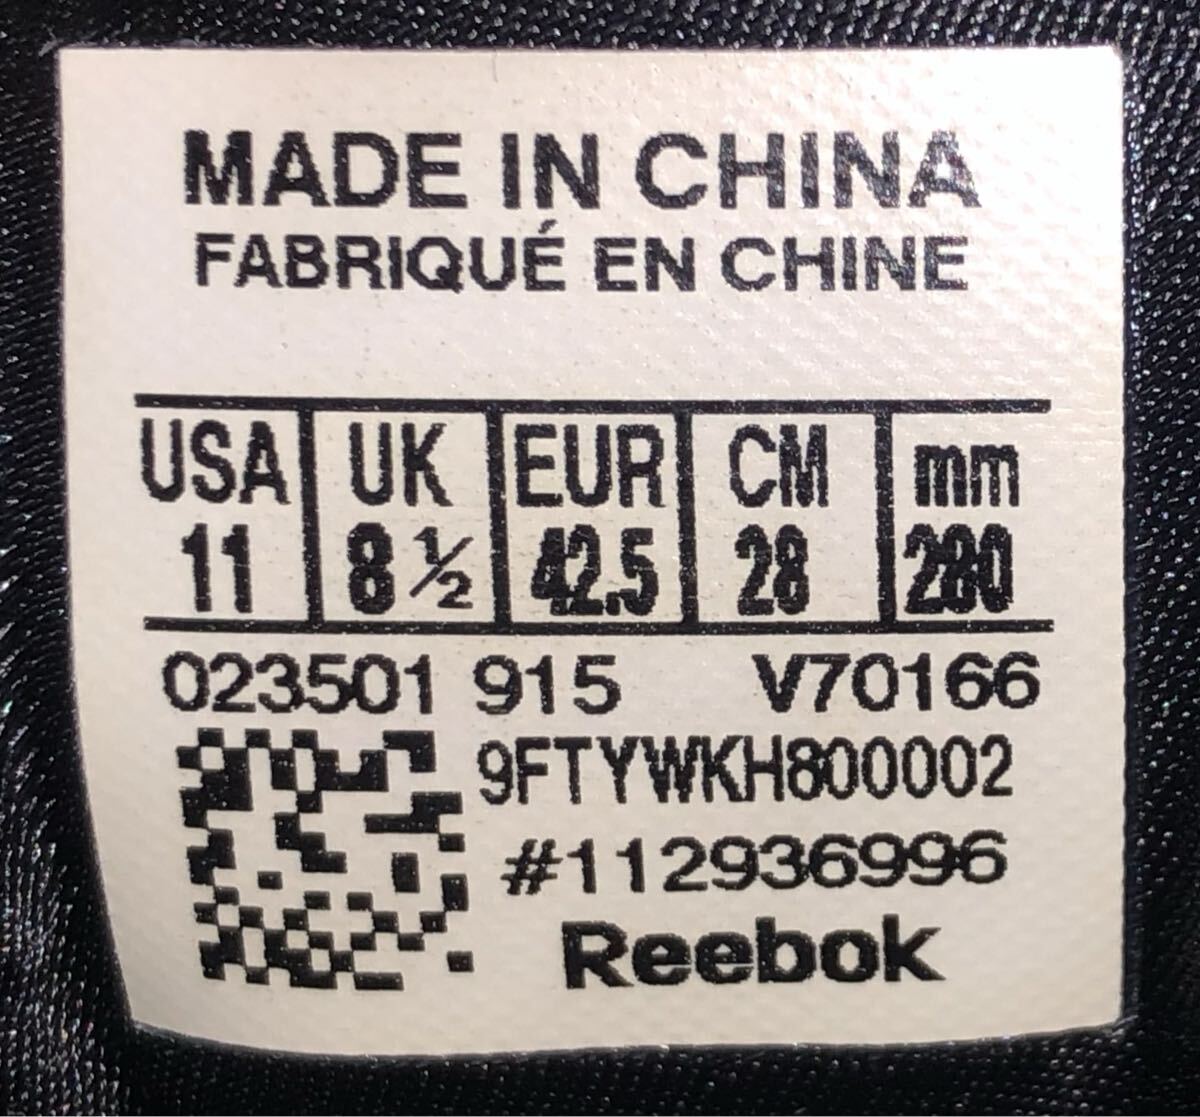 MADE IN CHINA
FABRIQUÉ EN CHINE
USA UK EUR CM mm
11 8 ½ 42.5 28 280
023501 915 V70166
9FTYWKH800002
#112936996
Reebok